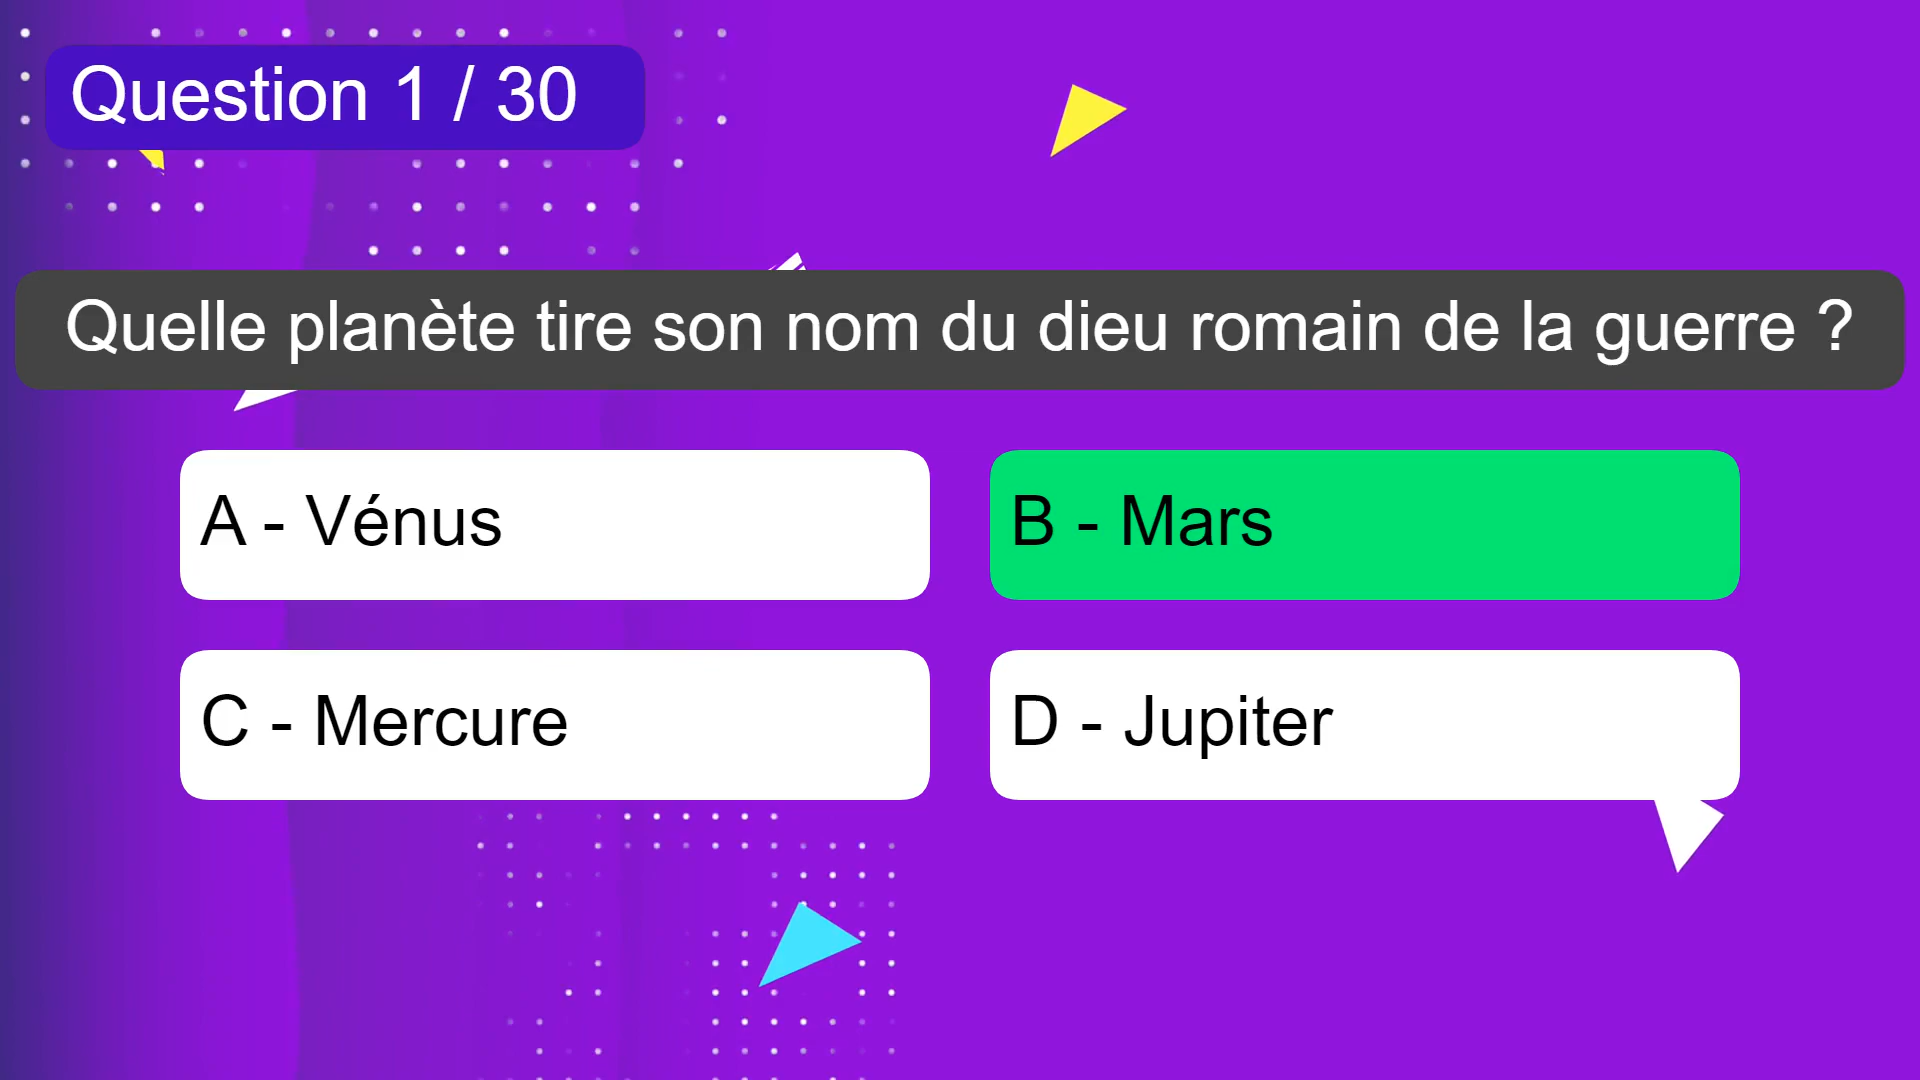 Question 1 / 30
Quelle planète tire son nom du dieu romain de la guerre ?
A - Vénus
B - Mars
C - Mercure
D - Jupiter